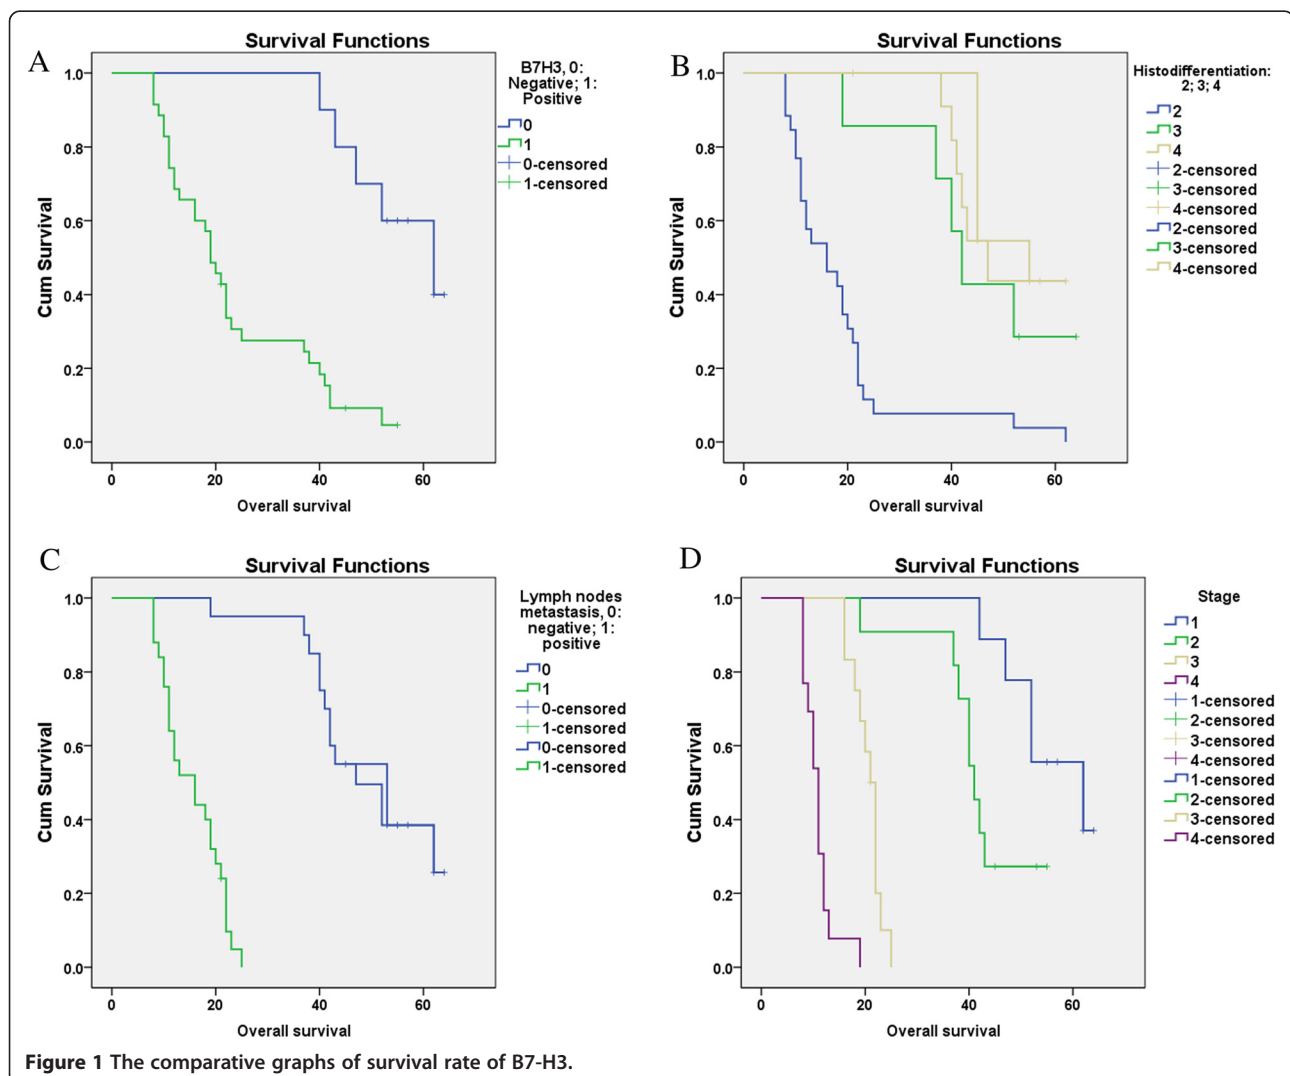 A
Survival Functions
B7H3, 0:
Negative; 1:
Positive
0
1
0-censored
1-censored
1.0
0.8
0.6
0.4
0.2
0.0
Cum Survival
0 20 40 60
Overall survival
B
Survival Functions
Histodifferentiation:
2; 3; 4
2
3
4
2-censored
3-censored
4-censored
2-censored
3-censored
4-censored
1.0
0.8
0.6
0.4
0.2
0.0
Cum Survival
0 20 40 60
Overall survival
C
Survival Functions
Lymph nodes
metastasis, 0:
negative; 1:
positive
0
1
0-censored
1-censored
0-censored
1-censored
1.0
0.8
0.6
0.4
0.2
0.0
Cum Survival
0 20 40 60
Overall survival
D
Survival Functions
Stage
1
2
3
4
1-censored
2-censored
3-censored
4-censored
1-censored
2-censored
3-censored
4-censored
1.0
0.8
0.6
0.4
0.2
0.0
Cum Survival
0 20 40 60
Overall survival
Figure 1 The comparative graphs of survival rate of B7-H3.